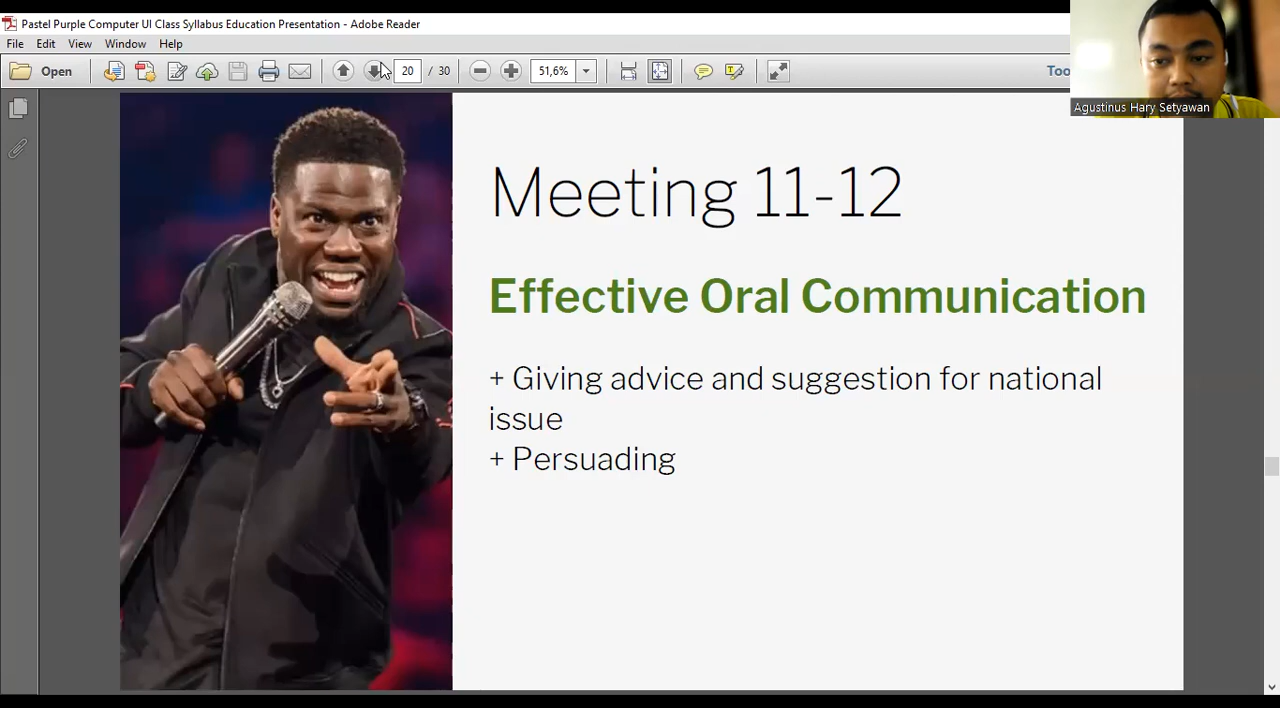 Pastel Purple Computer UI Class Syllabus Education Presentation - Adobe Reader
File Edit View Window Help
Open 20 / 30 51,6% Too
Agustinus Hary Setyawan
Meeting 11-12
Effective Oral Communication
+ Giving advice and suggestion for national
issue
+ Persuading